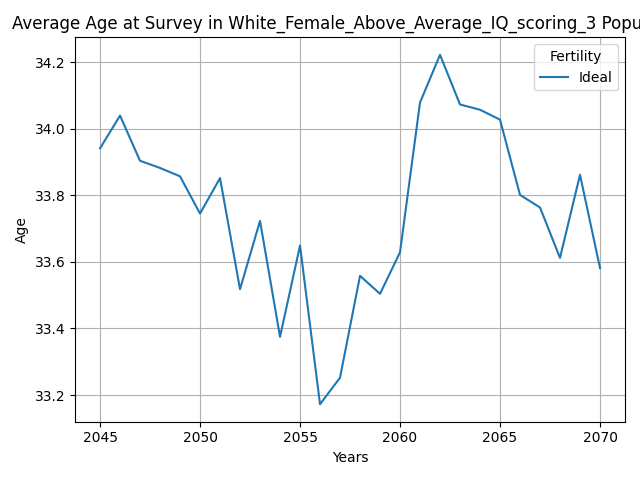 Average Age at Survey in White_Female_Above_Average_IQ_scoring_3 Popu
Fertility
Ideal
34.2
34.0
33.8
33.6
33.4
33.2
Age
2045 2050 2055 2060 2065 2070
Years